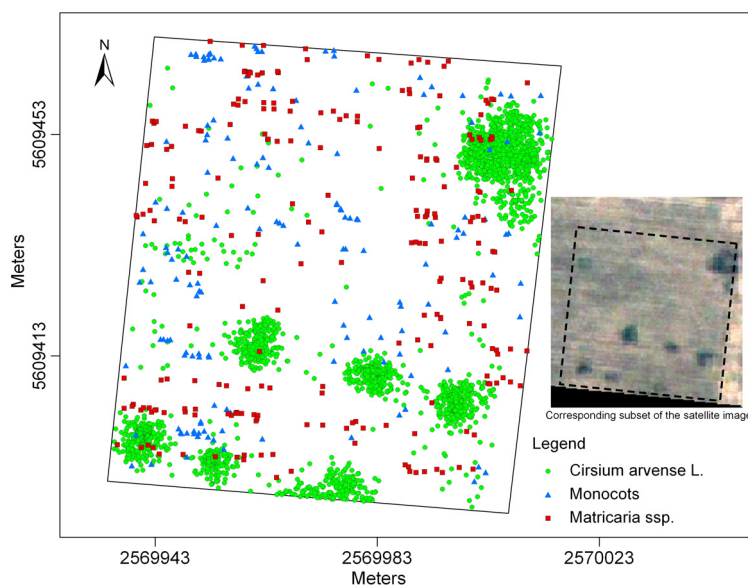 N
5609453
Meters
5609413
Corresponding subset of the satellite image
Legend
Cirsium arvense L.
Monocots
Matricaria ssp.
2569943
2569983
2570023
Meters